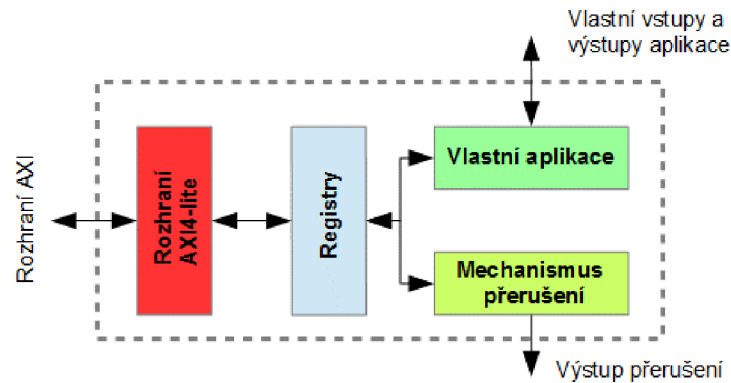 Vlastní vstupy a
výstupy aplikace
Rozhraní AXI
Rozhraní
AXI4-lite
Registry
Vlastní aplikace
Mechanismus
přerušení
Výstup přerušení